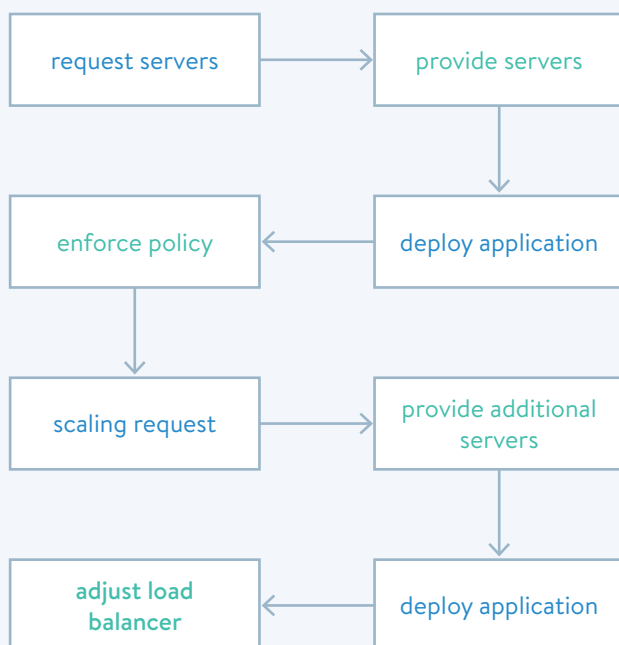 request servers
provide servers
enforce policy
deploy application
scaling request
provide additional
servers
adjust load
balancer
deploy application